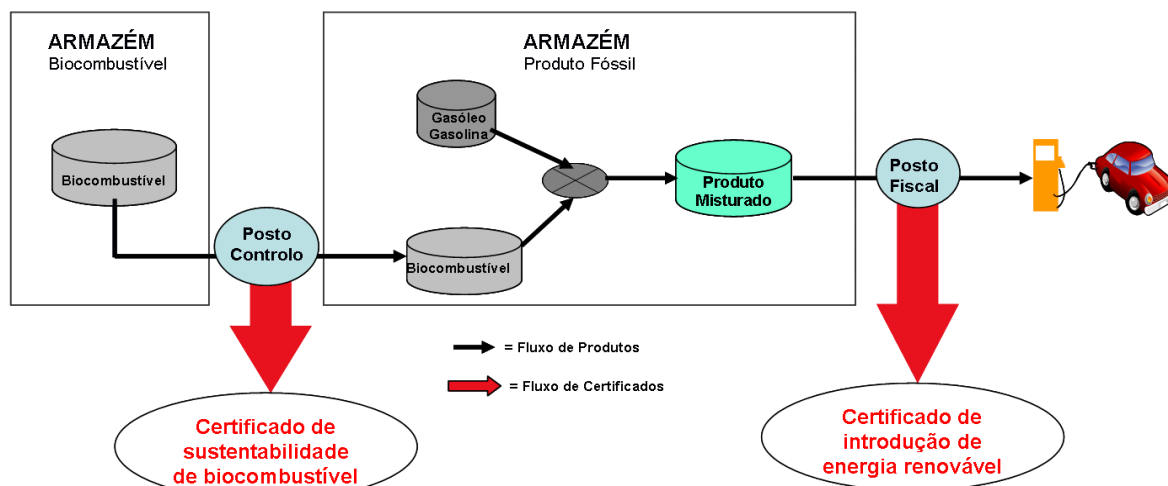 ARMAZÉM
Biocombustível
ARMAZÉM
Produto Fóssil
Gasóleo
Gasolina
Biocombustível
Produto
Misturado
Posto
Fiscal
Posto
Controlo
Biocombustível
= Fluxo de Produtos
= Fluxo de Certificados
Certificado de
sustentabilidade
de biocombustível
Certificado de
introdução de
energia renovável